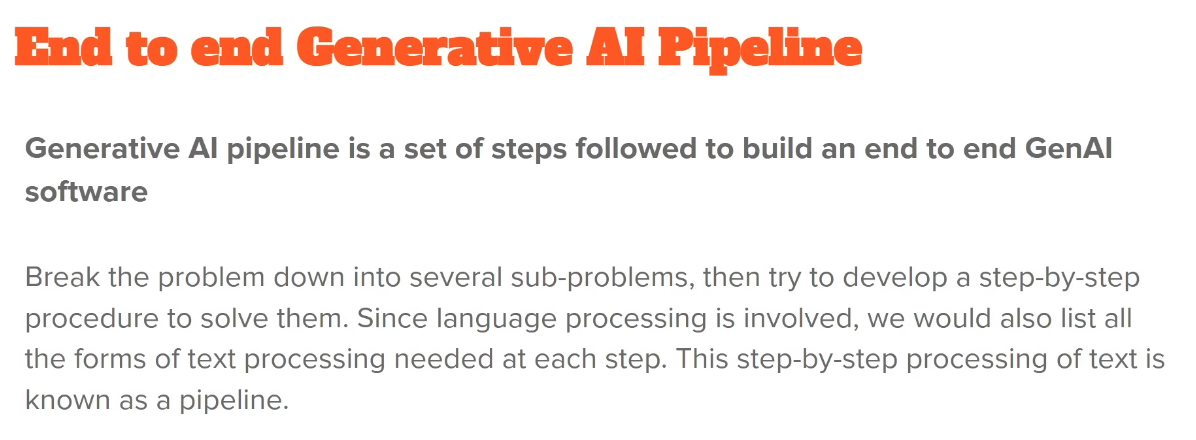 End to end Generative AI Pipeline
Generative AI pipeline is a set of steps followed to build an end to end GenAI
software
Break the problem down into several sub-problems, then try to develop a step-by-step
procedure to solve them. Since language processing is involved, we would also list all
the forms of text processing needed at each step. This step-by-step processing of text is
known as a pipeline.